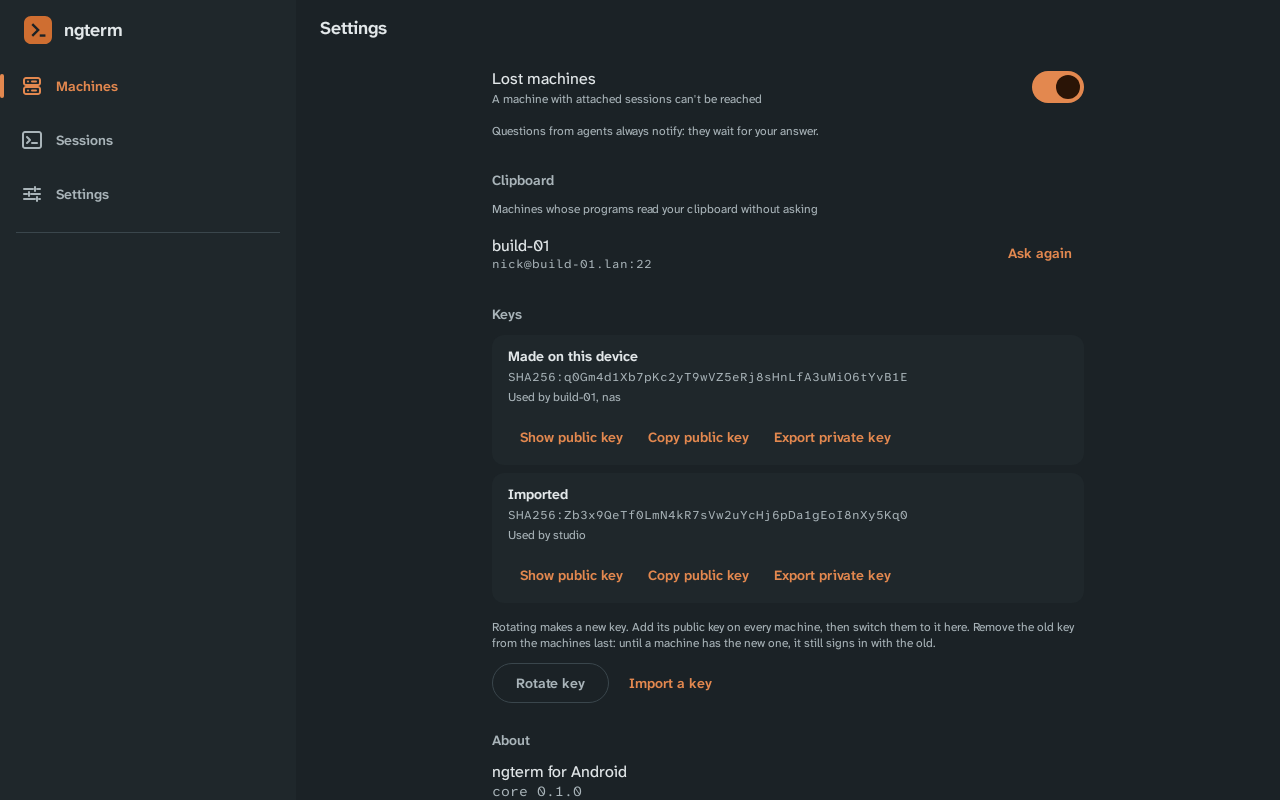 ngterm
Settings
Machines
Sessions
Settings
Lost machines
A machine with attached sessions can't be reached
Questions from agents always notify: they wait for your answer.
Clipboard
Machines whose programs read your clipboard without asking
build-01
nick@build-01.lan:22
Ask again
Keys
Made on this device
SHA256:q0Gm4d1Xb7pKc2yT9wVZ5eRj8sHnLfA3uMiO6tYvB1E
Used by build-01, nas
Show public key Copy public key Export private key
Imported
SHA256:Zb3x9QeTf0LmN4kR7sVw2uYcHj6pDa1gEoI8nXy5Kq0
Used by studio
Show public key Copy public key Export private key
Rotating makes a new key. Add its public key on every machine, then switch them to it here. Remove the old key
from the machines last: until a machine has the new one, it still signs in with the old.
Rotate key Import a key
About
ngterm for Android
core 0.1.0